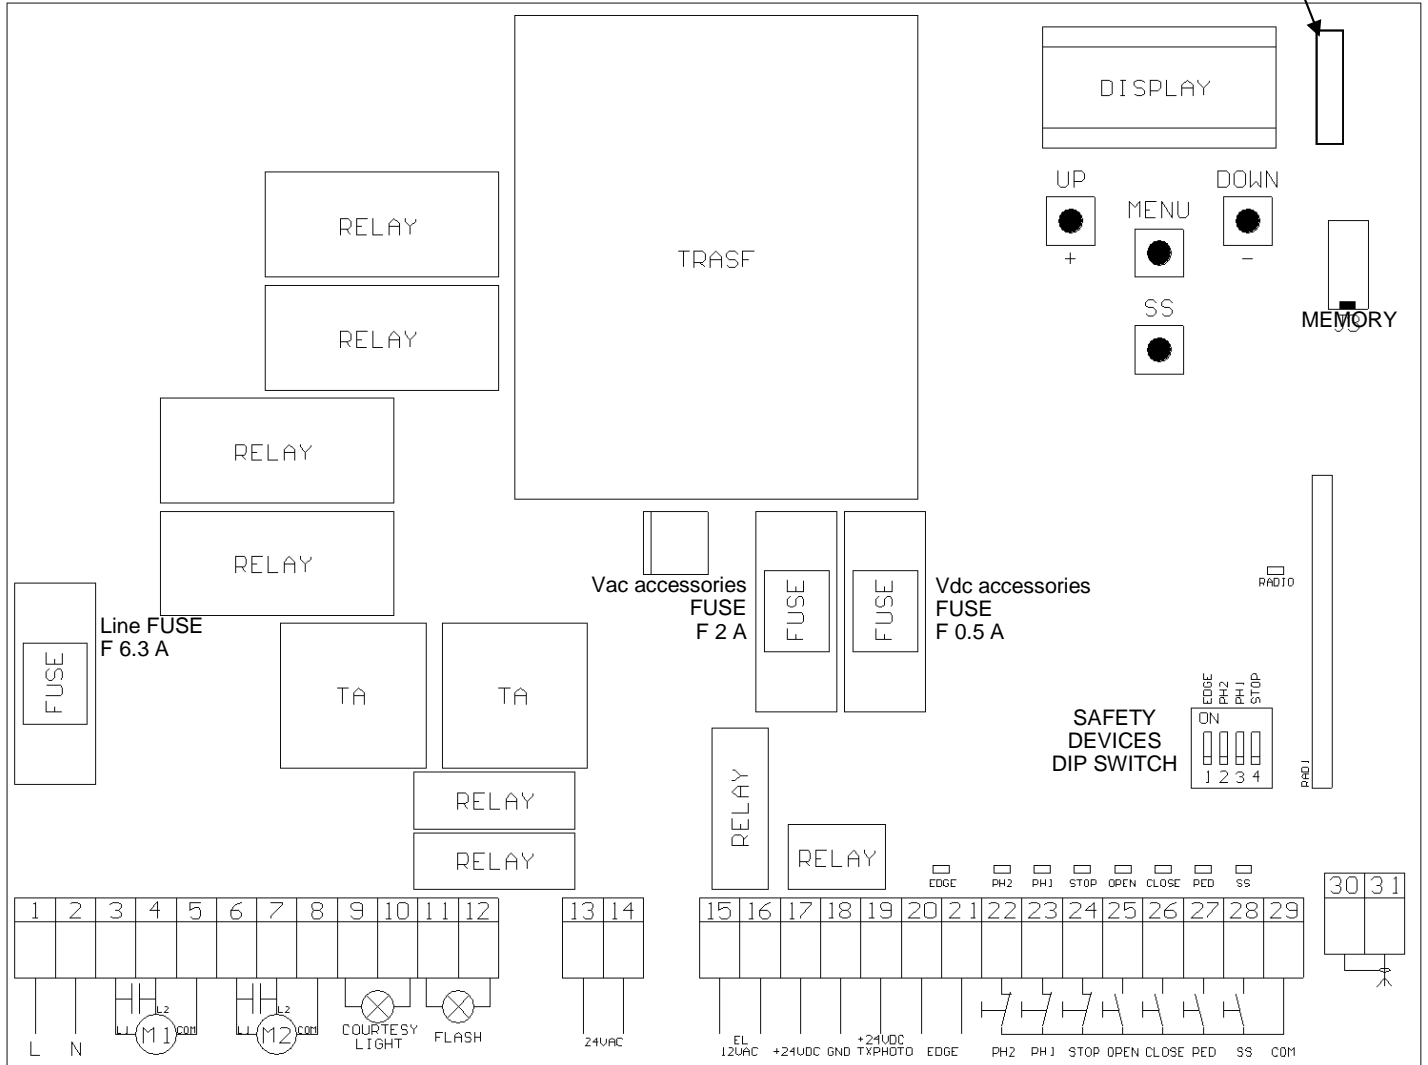 DISPLAY
UP
DOWN
MENU
+
-
SS
MEMORY
RELAY
RELAY
TRASF
RELAY
RELAY
Line FUSE
F 6.3 A
FUSE
TA
TA
Vac accessories
FUSE
F 2 A
FUSE
FUSE
Vdc accessories
FUSE
F 0.5 A
RADIO
EDGE
PH2
PH1
STOP
SAFETY
DEVICES
DIP SWITCH
ON
1 2 3 4
RAD1
RELAY
RELAY
RELAY
RELAY
EDGE PH2 PH1 STOP OPEN CLOSE PED SS
1 2 3 4 5 6 7 8 9 10 11 12
13 14
15 16 17 18 19 20 21 22 23 24 25 26 27 28 29
30 31
L N
L1 M1 L2 COM
L1 M2 L2 COM
COURTESY
LIGHT
FLASH
24VAC
EL
12VAC
+24VDC
GND
+24VDC
TXPHOTO
EDGE PH2 PH1 STOP OPEN CLOSE PED SS COM